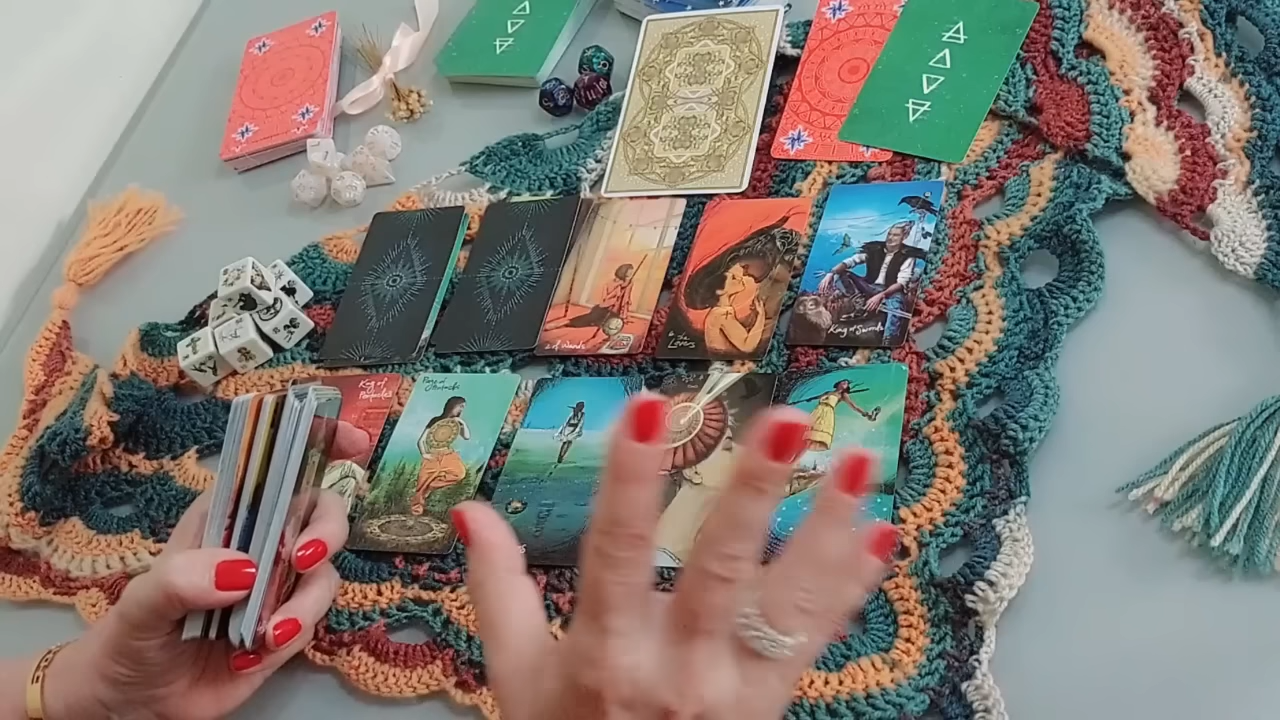 2 of Wands
The
Lovers
King of Swords
King
of
Pentacles
Page of
Pentacles